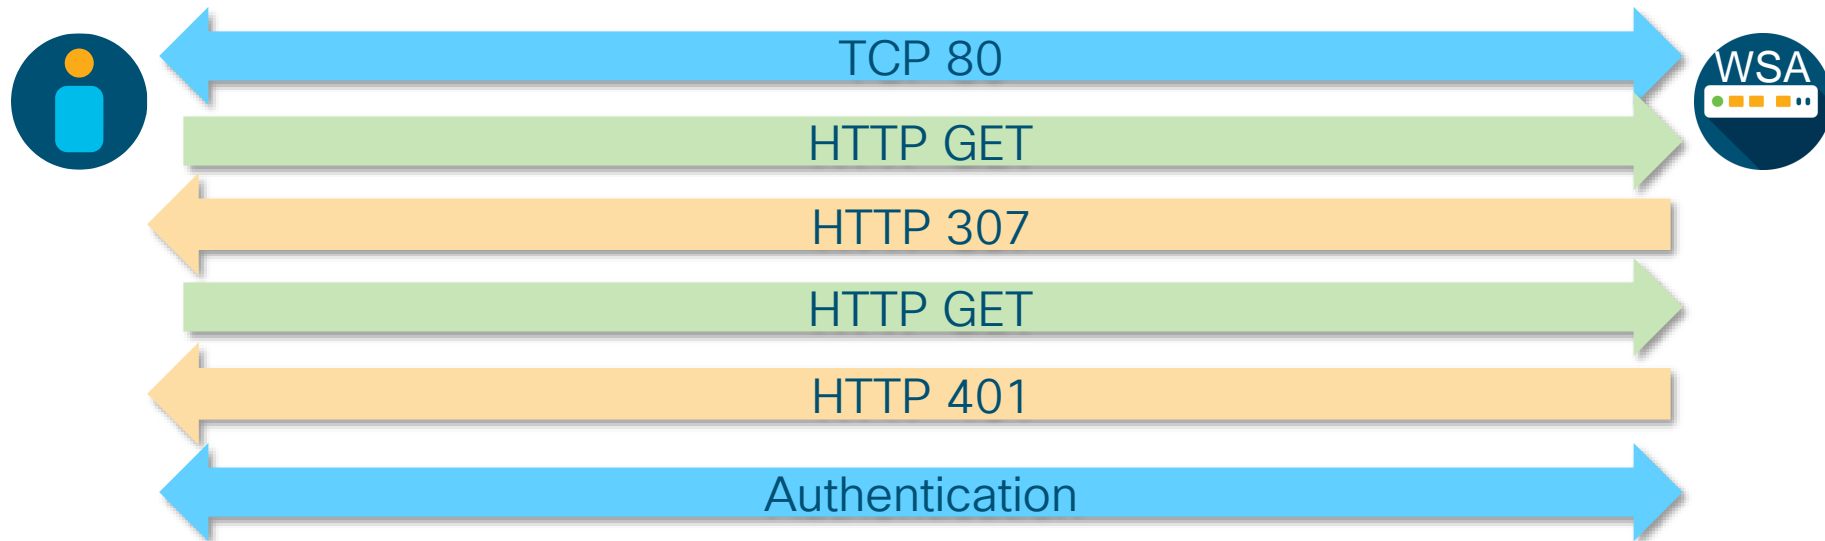 TCP 80
WSA
HTTP GET
HTTP 307
HTTP GET
HTTP 401
Authentication